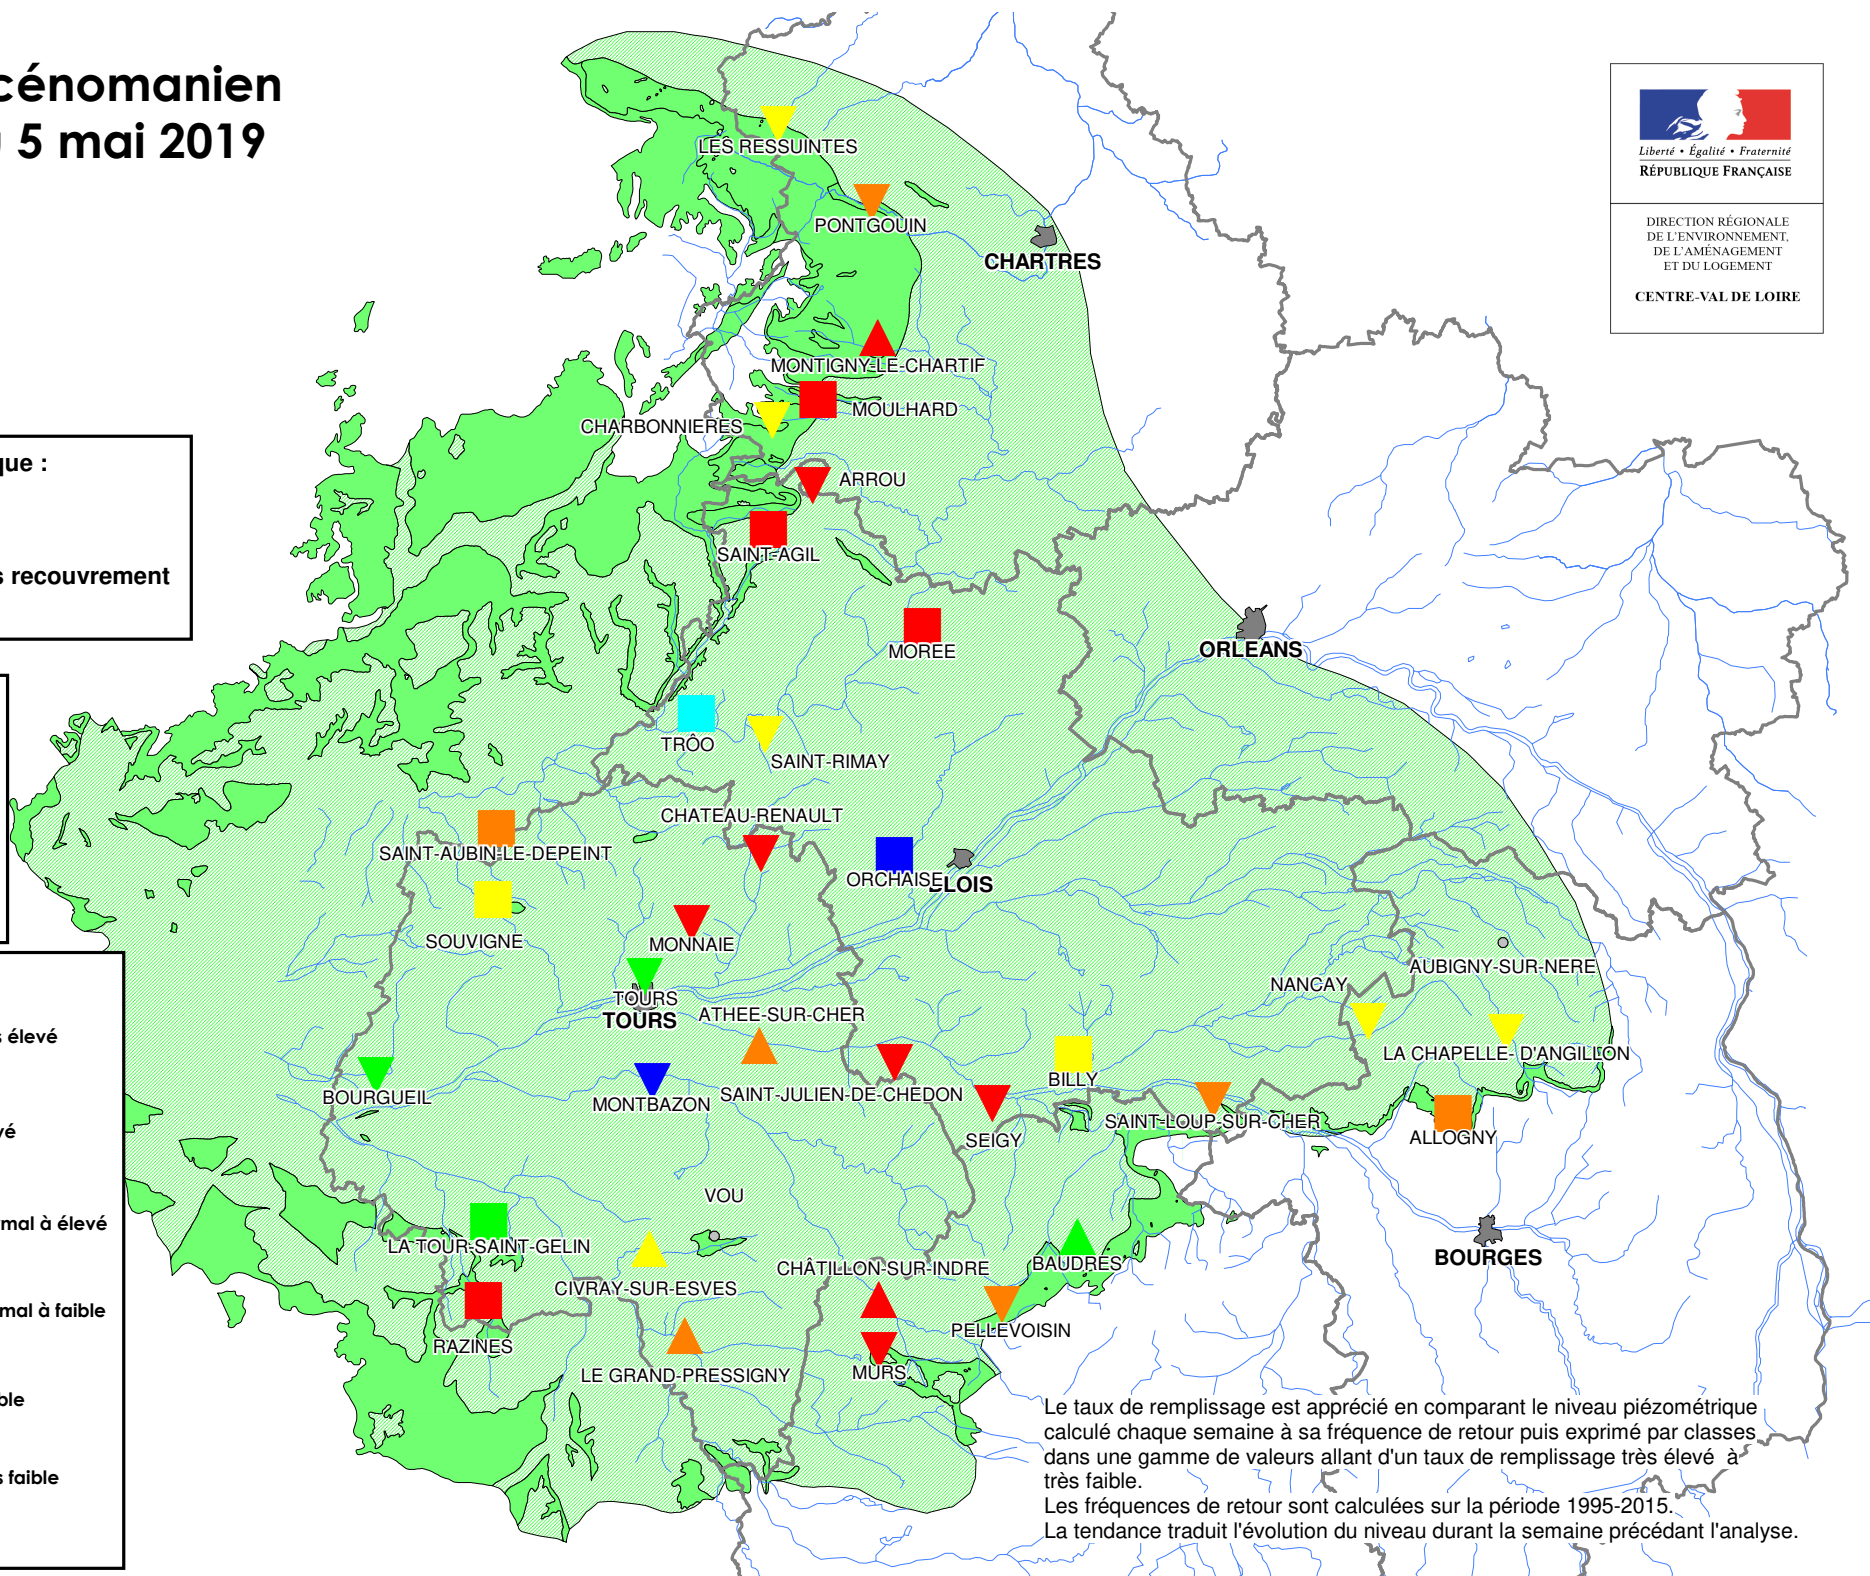 cénomanien
5 mai 2019
Liberté • Égalité • Fraternité
RÉPUBLIQUE FRANÇAISE
DIRECTION RÉGIONALE
DE L'ENVIRONNEMENT,
DE L'AMÉNAGEMENT
ET DU LOGEMENT
CENTRE-VAL DE LOIRE
que :
s recouvrement
s élevé
vé
mal à élevé
mal à faible
ble
s faible
LES RESSUINTES
PONTGOUIN
CHARTRES
MONTIGNY-LE-CHARTIF
MOULHARD
CHARBONNIERES
ARROU
SAINT-AGIL
MOREE
ORLEANS
TRÔO
SAINT-RIMAY
CHATEAU-RENAULT
SAINT-AUBIN-LE-DEPEINT
ORCHAISE
BLOIS
SOUVIGNE
MONNAIE
AUBIGNY-SUR-NERE
NANCAY
TOURS
TOURS
ATHEE-SUR-CHER
LA CHAPELLE- D'ANGILLON
BILLY
BOURGUEIL
MONTBAZON
SAINT-JULIEN-DE-CHEDON
SAINT-LOUP-SUR-CHER
SEIGY
ALLOGNY
VOU
LA TOUR-SAINT-GELIN
BOURGES
BAUDRES
CHÂTILLON-SUR-INDRE
CIVRAY-SUR-ESVES
PELLEVOISIN
RAZINES
LE GRAND-PRESSIGNY
MURS
Le taux de remplissage est apprécié en comparant le niveau piézométrique
calculé chaque semaine à sa fréquence de retour puis exprimé par classes
dans une gamme de valeurs allant d'un taux de remplissage très élevé à
très faible.
Les fréquences de retour sont calculées sur la période 1995-2015.
La tendance traduit l'évolution du niveau durant la semaine précédant l'analyse.